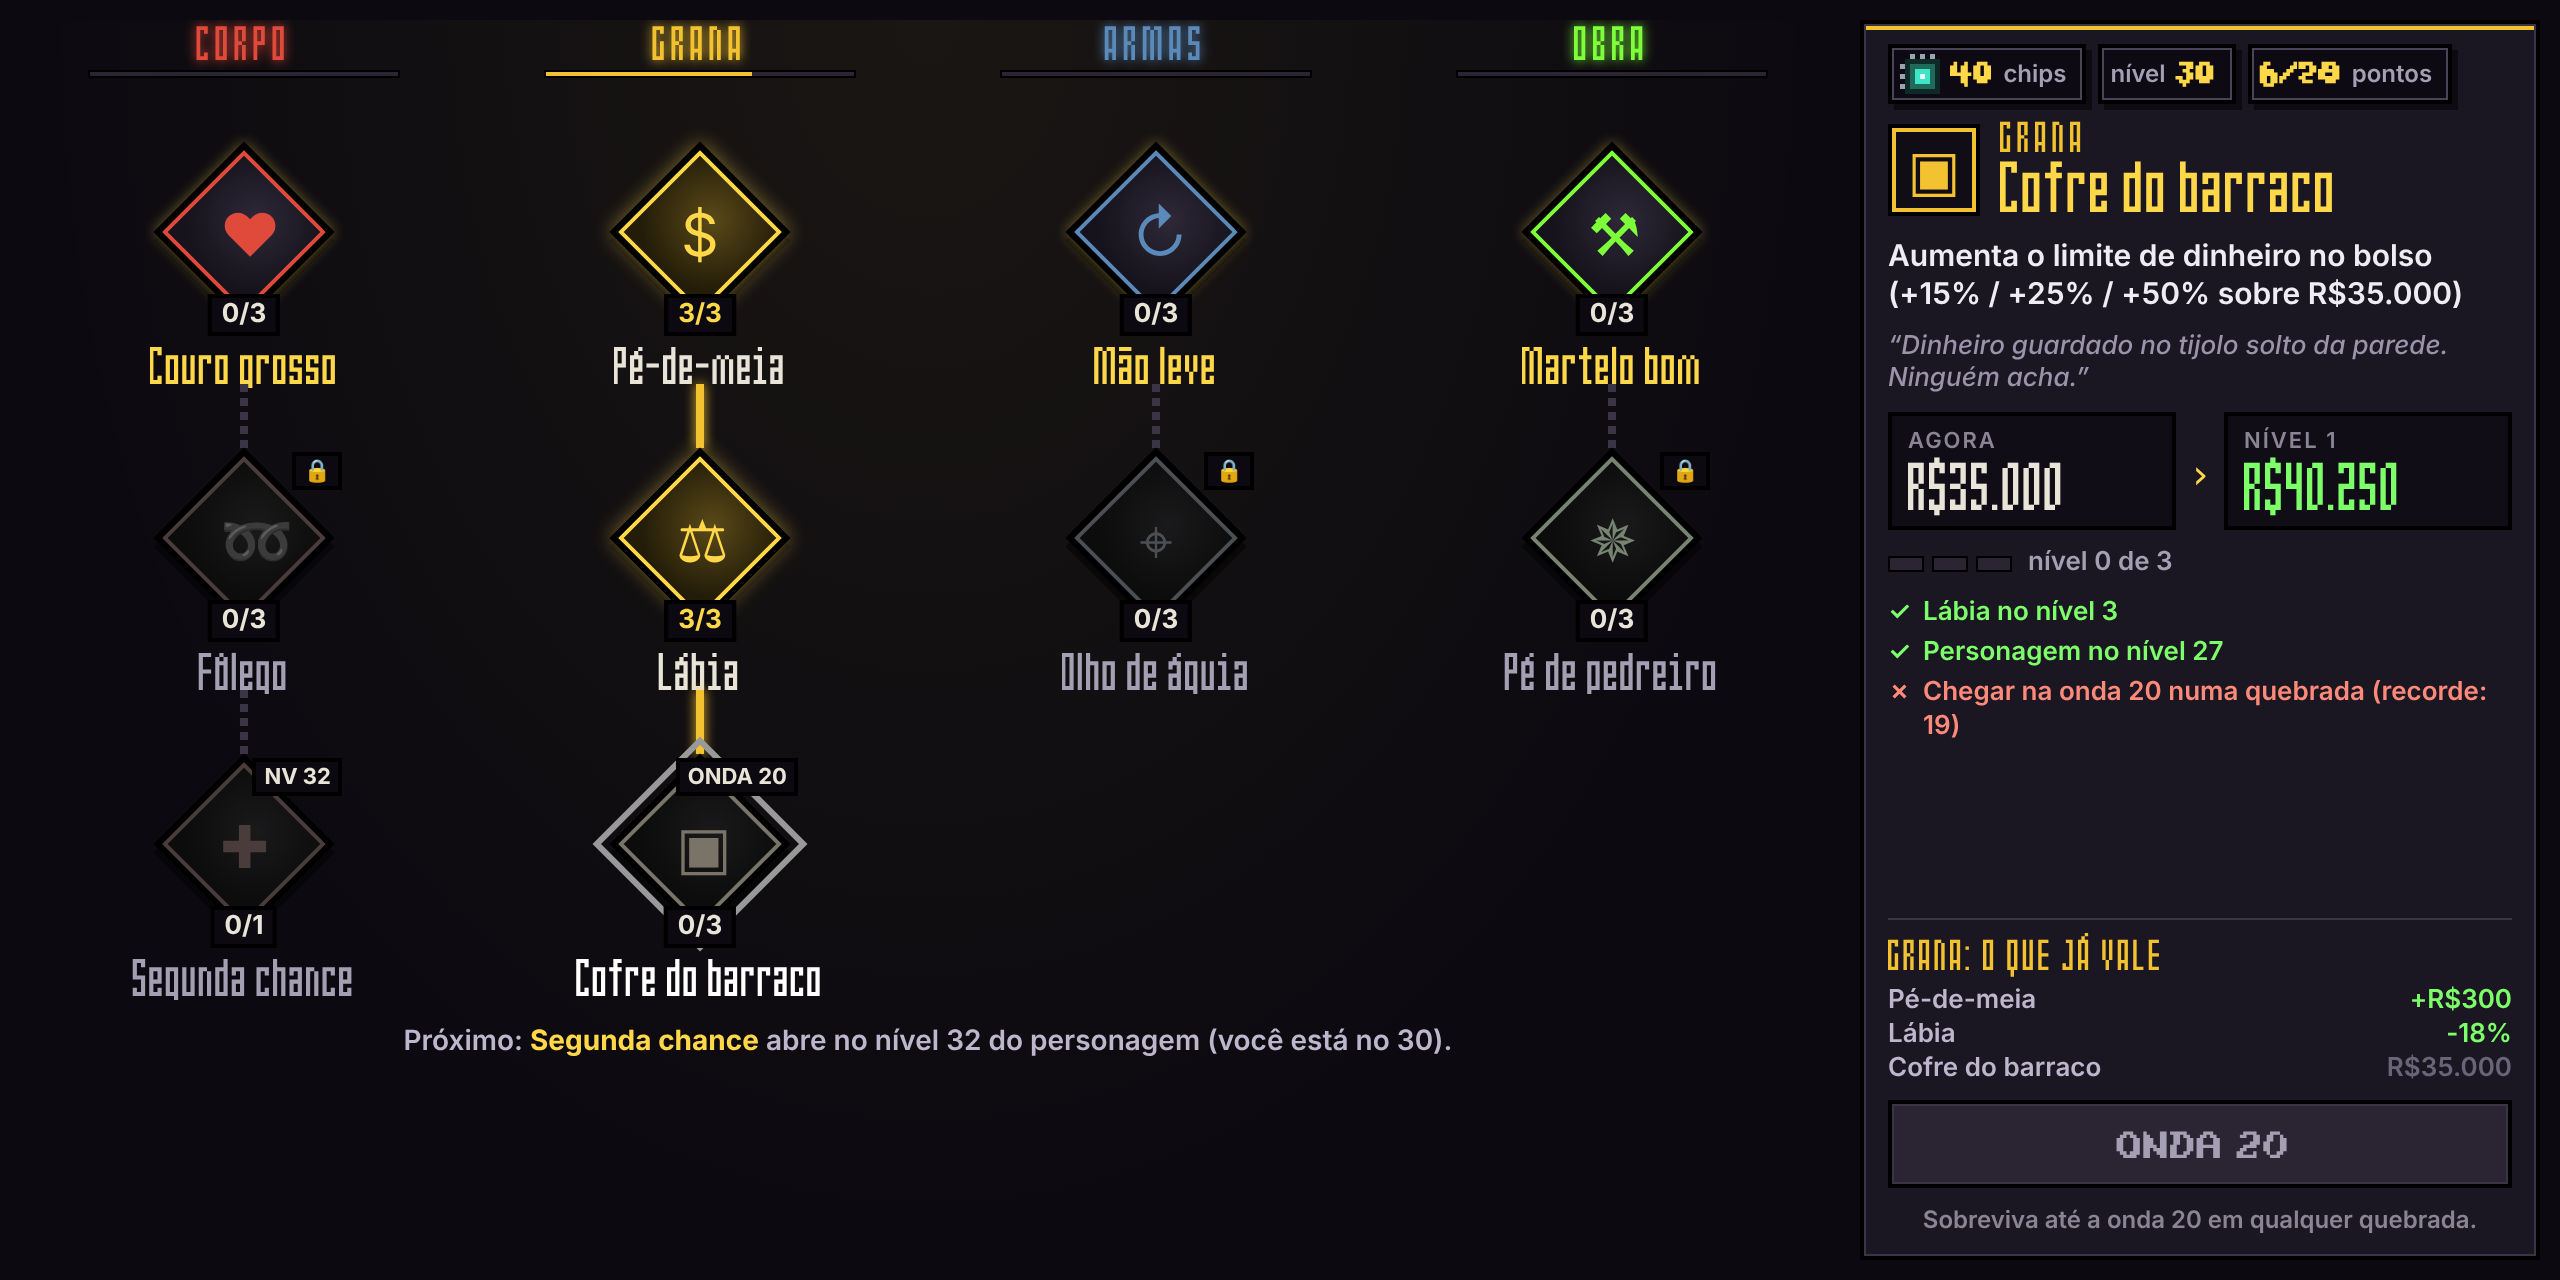 CORPO
GRANA
ARMAS
OBRA
0/3
3/3
0/3
0/3
Couro grosso
Pé-de-meia
Mão leve
Martelo bom
0/3
3/3
0/3
0/3
Fôlego
Lábia
Olho de águia
Pé de pedreiro
NV 32
ONDA 20
0/1
0/3
Segunda chance
Cofre do barraco
Próximo: Segunda chance abre no nível 32 do personagem (você está no 30).
40 chips
nível 30
6/28 pontos
GRANA
Cofre do barraco
Aumenta o limite de dinheiro no bolso
(+15% / +25% / +50% sobre R$35.000)
“Dinheiro guardado no tijolo solto da parede.
Ninguém acha.”
AGORA
R$35.000
›
NÍVEL 1
R$40.250
nível 0 de 3
✓ Lábia no nível 3
✓ Personagem no nível 27
× Chegar na onda 20 numa quebrada (recorde:
19)
GRANA: O QUE JÁ VALE
Pé-de-meia +R$300
Lábia -18%
Cofre do barraco R$35.000
ONDA 20
Sobreviva até a onda 20 em qualquer quebrada.